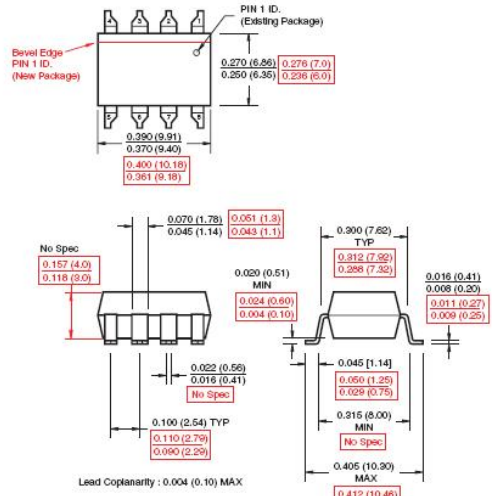 PIN 1 ID.
(Existing Package)
4 3 2 1
Bevel Edge
PIN 1 ID.
(New Package)
0.270 (6.86) 0.276 (7.0)
0.250 (6.35) 0.236 (6.0)
5 6 7 8
0.390 (9.91)
0.370 (9.40)
0.400 (10.18)
0.361 (9.18)
0.070 (1.78) 0.051 (1.3)
0.045 (1.14) 0.043 (1.1)
No Spec
0.157 (4.0)
0.118 (3.0)
0.300 (7.62)
TYP
0.312 (7.92)
0.288 (7.32)
0.020 (0.51)
MIN
0.024 (0.60)
0.004 (0.10)
0.016 (0.41)
0.008 (0.20)
0.011 (0.27)
0.009 (0.25)
0.022 (0.56)
0.016 (0.41)
No Spec
0.045 [1.14]
0.050 (1.25)
0.029 (0.75)
0.100 (2.54) TYP
0.110 (2.79)
0.090 (2.29)
0.315 (8.00)
MIN
No Spec
0.405 (10.30)
MAX
0.412 (10.46)
Lead Coplanarity : 0.004 (0.10) MAX